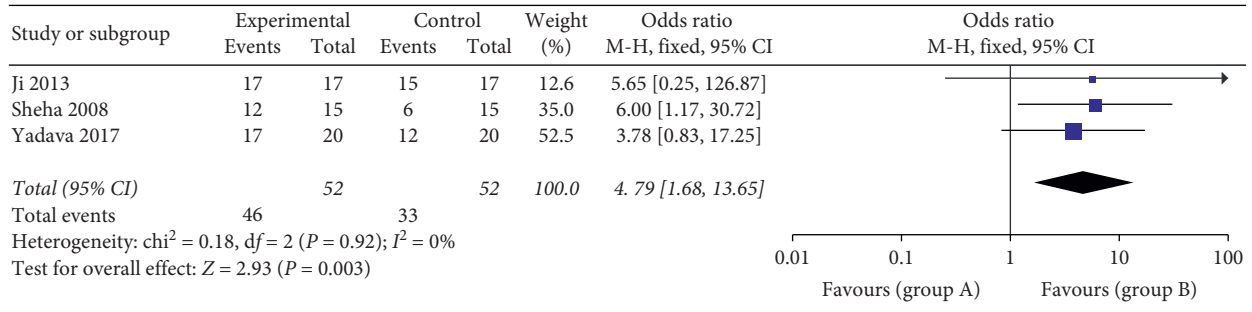 Study or subgroup Experimental Control Weight Odds ratio Odds ratio
Events Total Events Total (%) M-H, fixed, 95% CI M-H, fixed, 95% CI
Ji 2013 17 17 15 17 12.6 5.65 [0.25, 126.87]
Sheha 2008 12 15 6 15 35.0 6.00 [1.17, 30.72]
Yadava 2017 17 20 12 20 52.5 3.78 [0.83, 17.25]
Total (95% CI) 52 52 100.0 4. 79 [1.68, 13.65]
Total events 46 33
Heterogeneity: chi² = 0.18, df = 2 (P = 0.92); I² = 0%
Test for overall effect: Z = 2.93 (P = 0.003)
0.01 0.1 1 10 100
Favours (group A) Favours (group B)